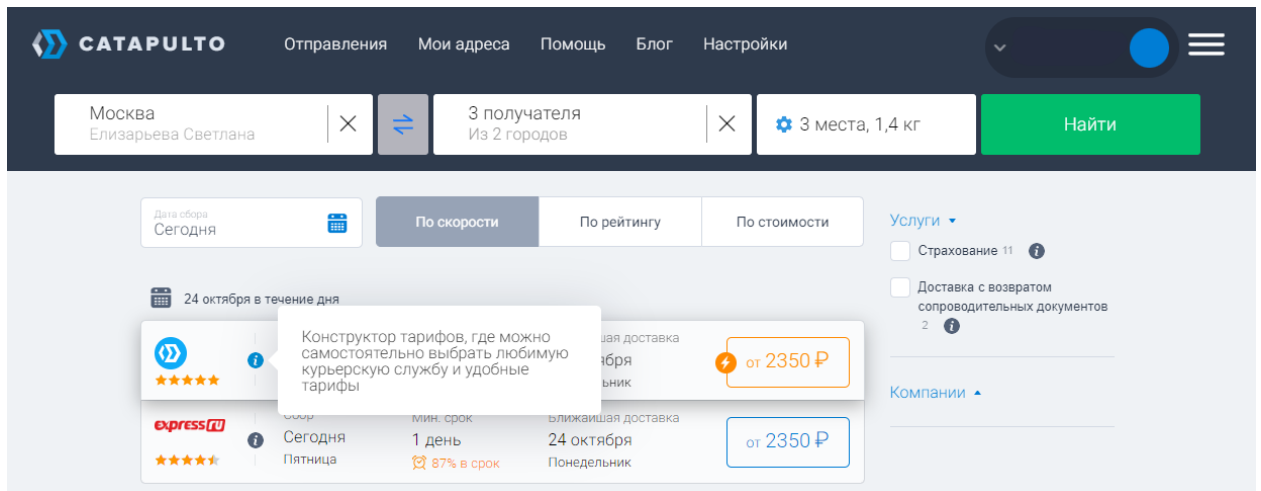 CATAPULTO Отправления Мои адреса Помощь Блог Настройки
Москва
Елизарьева Светлана
3 получателя
Из 2 городов
3 места, 1,4 кг
Найти
Дата сбора
Сегодня
По скорости По рейтингу По стоимости
Услуги
Страхование 11
Доставка с возвратом
сопроводительных документов
2
Компании
24 октября в течение дня
Конструктор тарифов, где можно
самостоятельно выбрать любимую
курьерскую службу и удобные
тарифы
доставка
от 2350 ₽
express ru
Мин. срок Ближайшая доставка
Сегодня 1 день 24 октября
Пятница 87% в срок Понедельник
от 2350 ₽